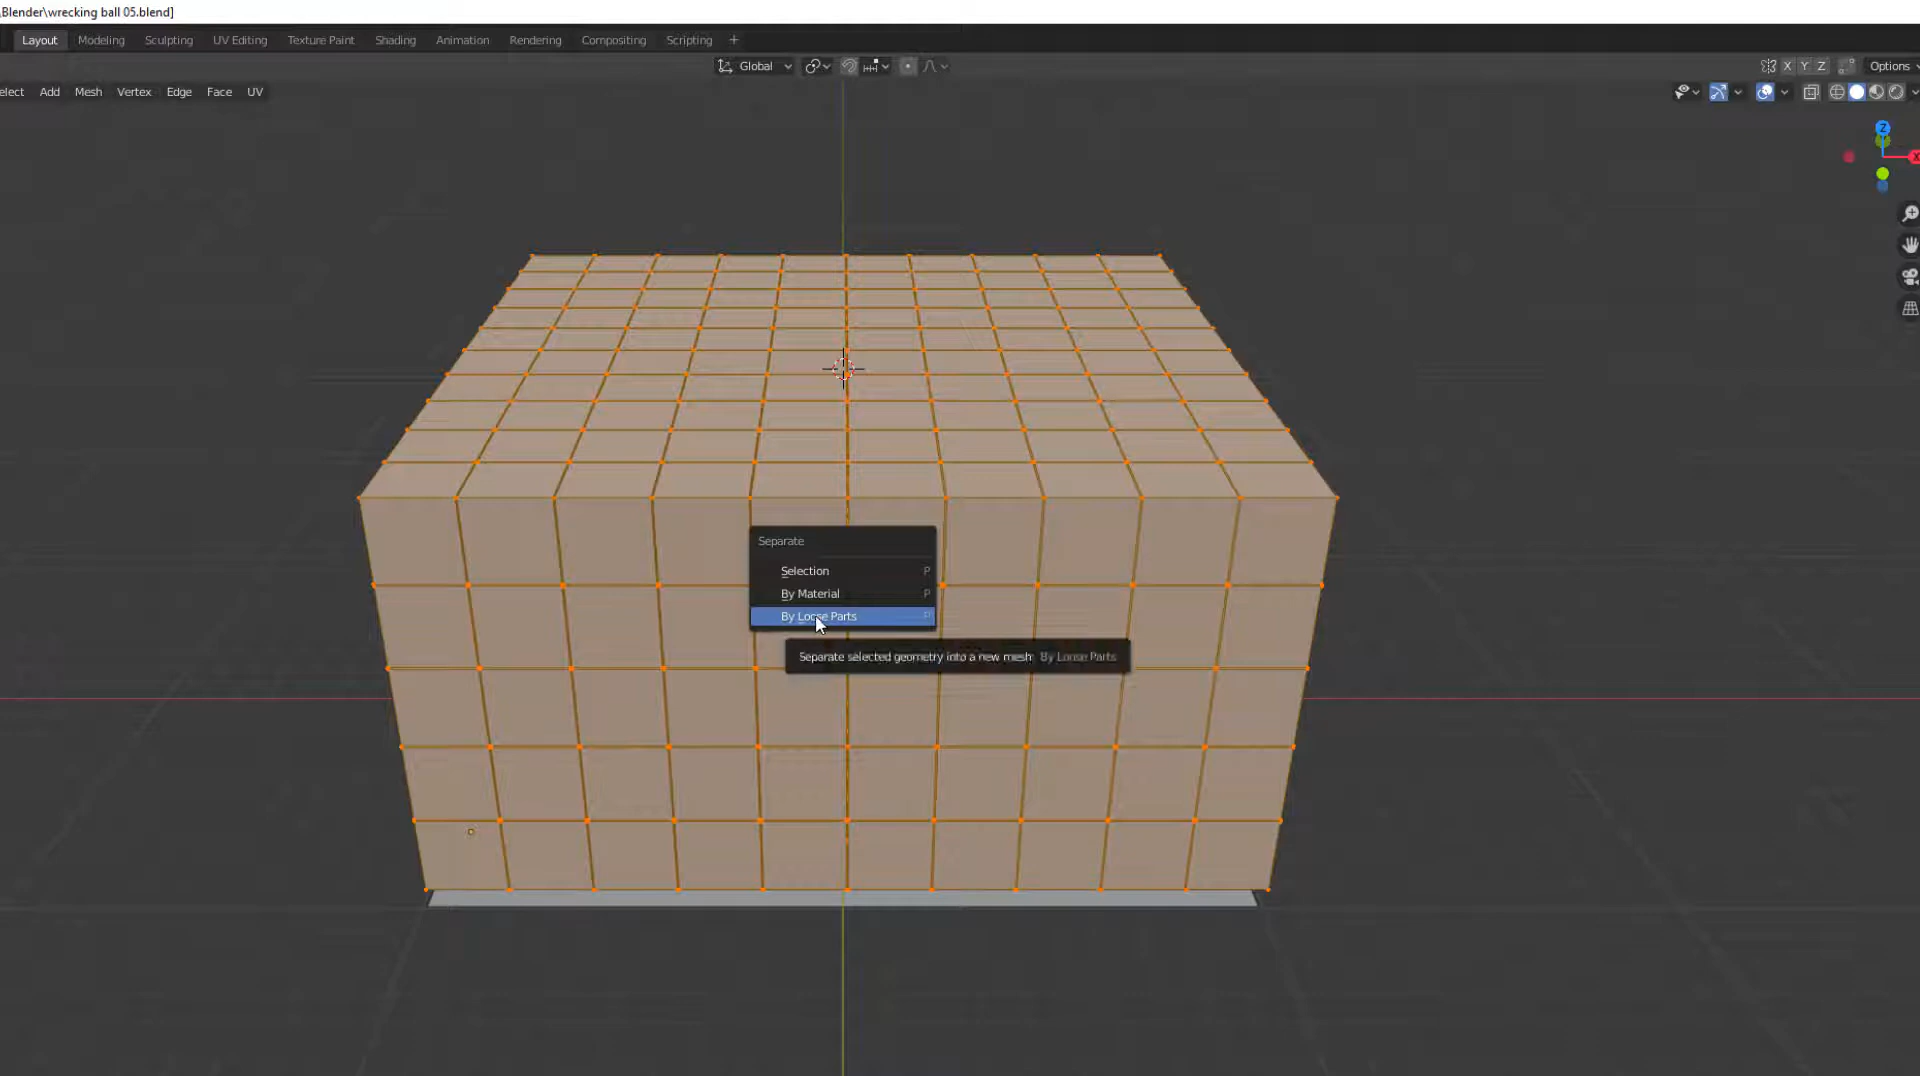 Blender\wrecking ball 05.blend]
Layout Modeling Sculpting UV Editing Texture Paint Shading Animation Rendering Compositing Scripting +
Global X Y Z Options
elect Add Mesh Vertex Edge Face UV
Z
X
Separate
Selection P
By Material P
By Loose Parts P
Separate selected geometry into a new mesh By Loose Parts